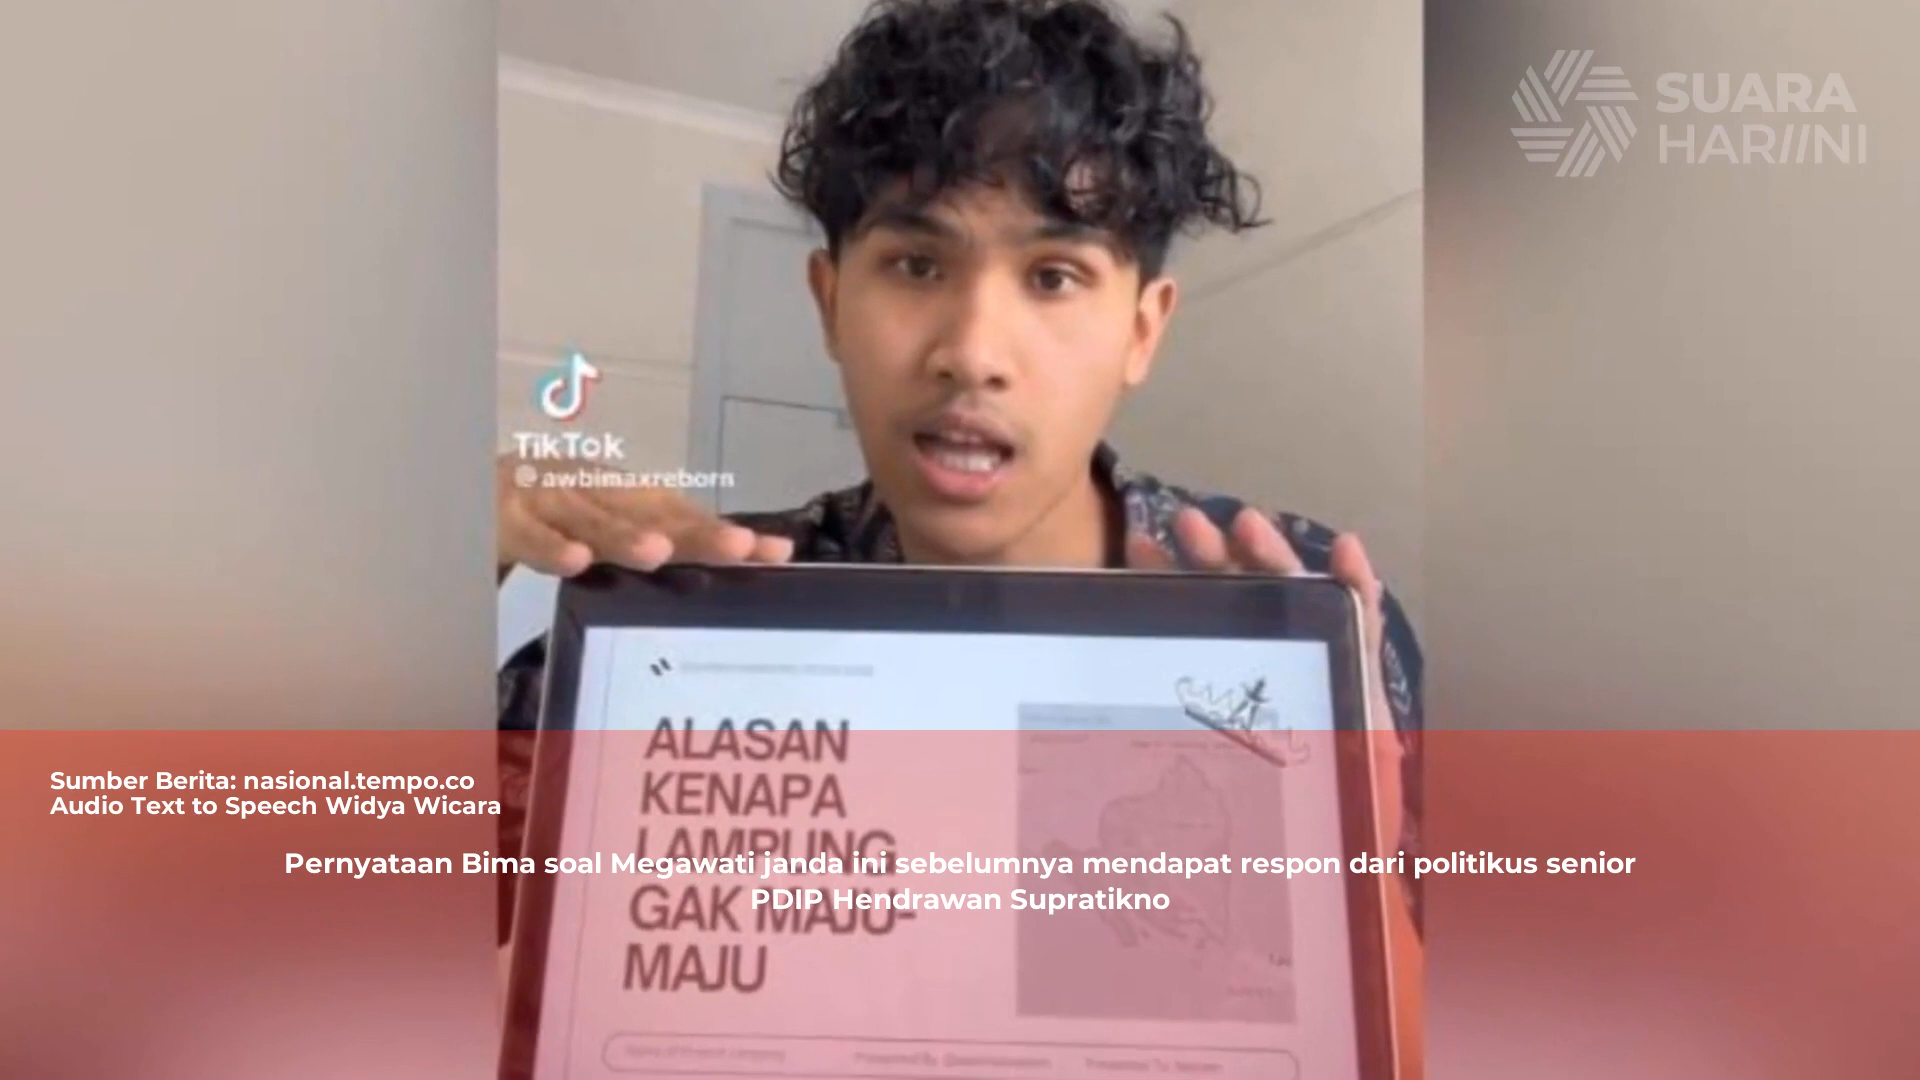 SUARA
HARIINI
TikTok
@awbimaxreborn
ALASAN
KENAPA
LAMPUNG
GAK MAJU-
MAJU
Sumber Berita: nasional.tempo.co
Audio Text to Speech Widya Wicara
Pernyataan Bima soal Megawati janda ini sebelumnya mendapat respon dari politikus senior
PDIP Hendrawan Supratikno